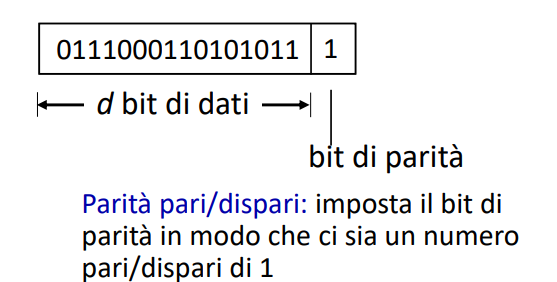 0111000110101011 1
d bit di dati
bit di parità
Parità pari/dispari: imposta il bit di
parità in modo che ci sia un numero
pari/dispari di 1